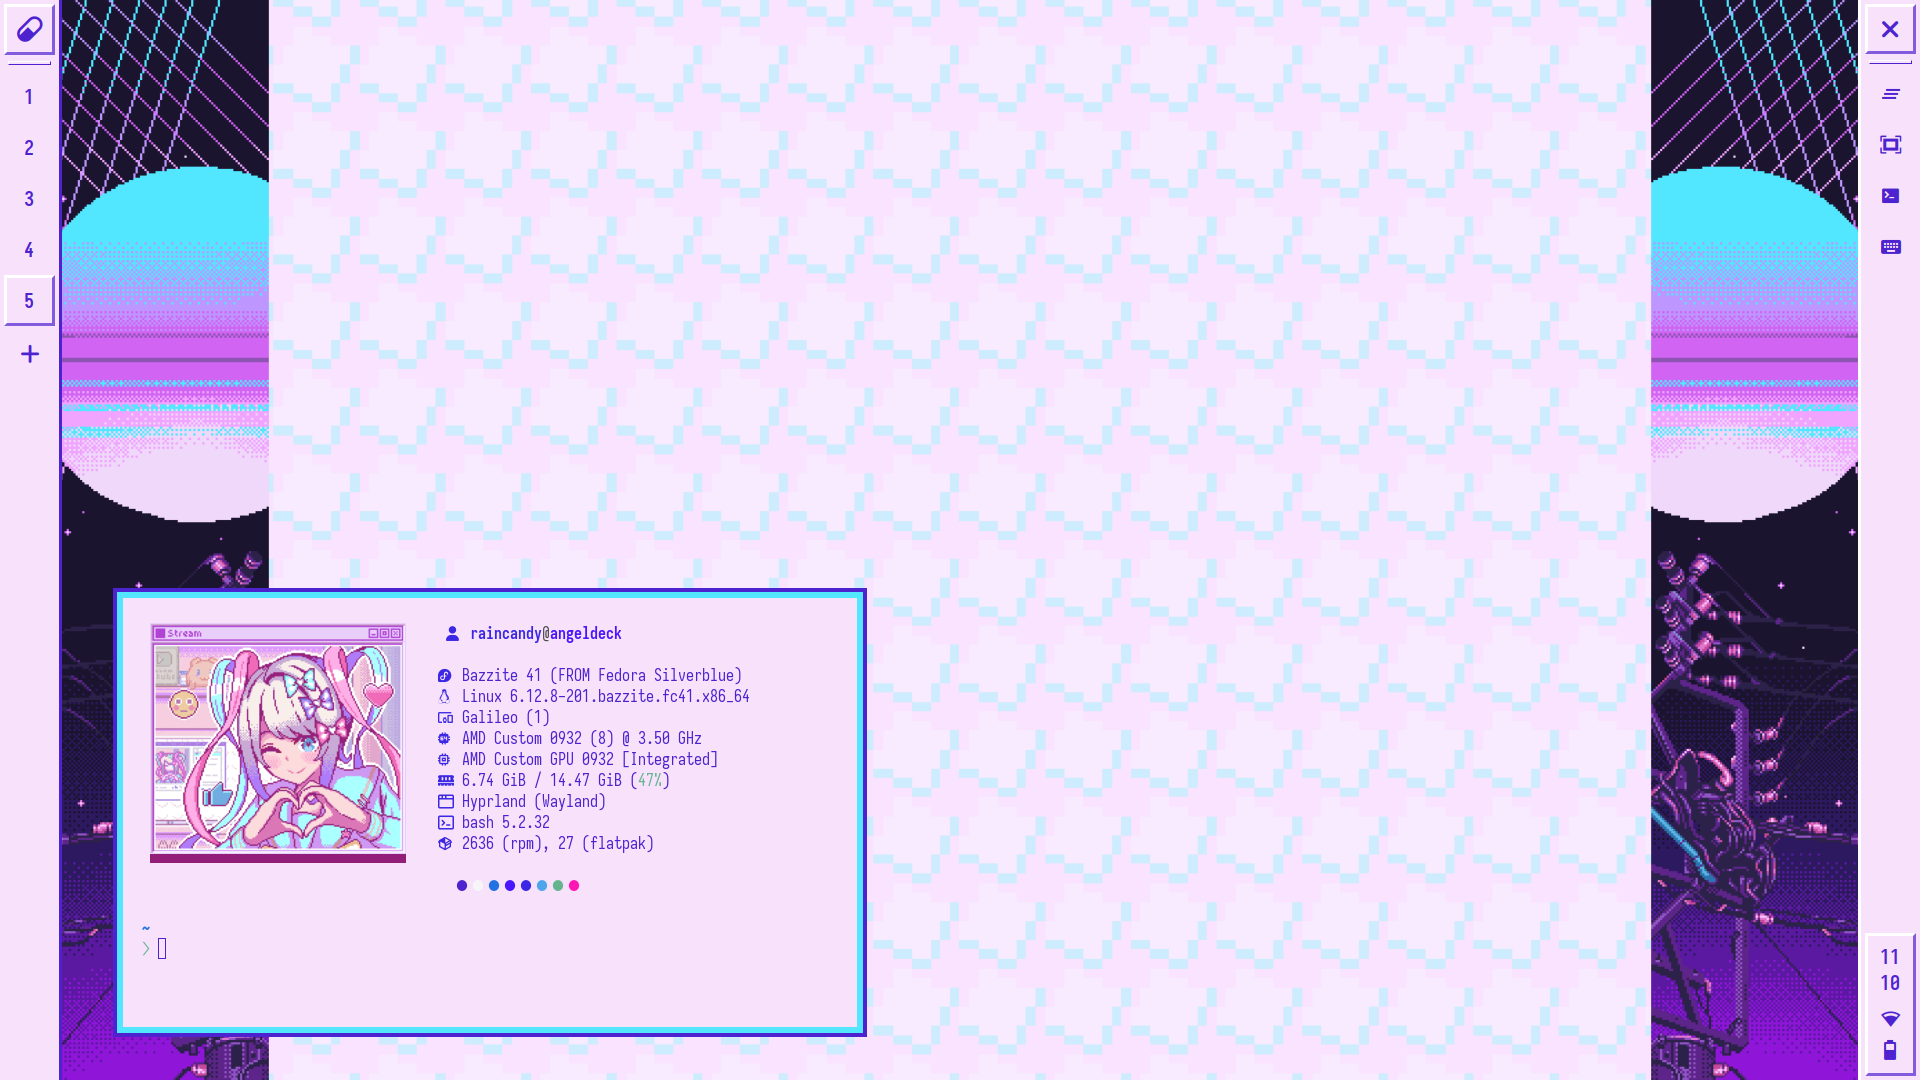 1
2
3
4
5
Stream
raincandy@angeldeck
Bazzite 41 (FROM Fedora Silverblue)
Linux 6.12.8-201.bazzite.fc41.x86_64
Galileo (1)
AMD Custom 0932 (8) @ 3.50 GHz
AMD Custom GPU 0932 [Integrated]
6.74 GiB / 14.47 GiB (47%)
Hyprland (Wayland)
bash 5.2.32
2636 (rpm), 27 (flatpak)
~
❯
11
10